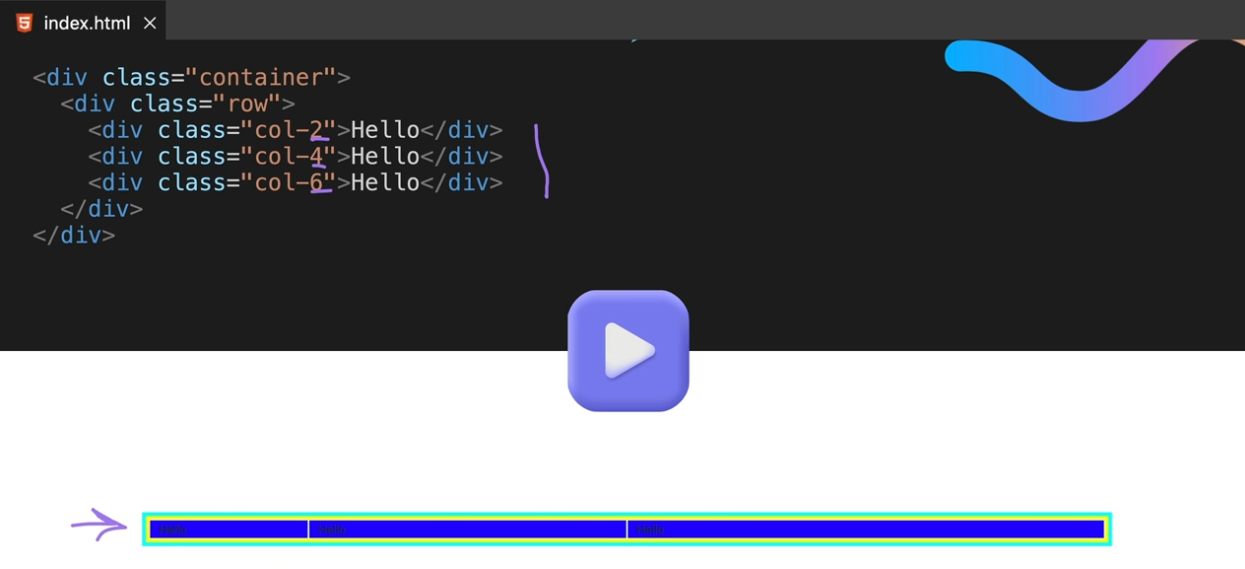 index.html ×
<div class="container">
<div class="row">
<div class="col-2">Hello</div>
<div class="col-4">Hello</div>
<div class="col-6">Hello</div>
</div>
</div>
Hello Hello Hello